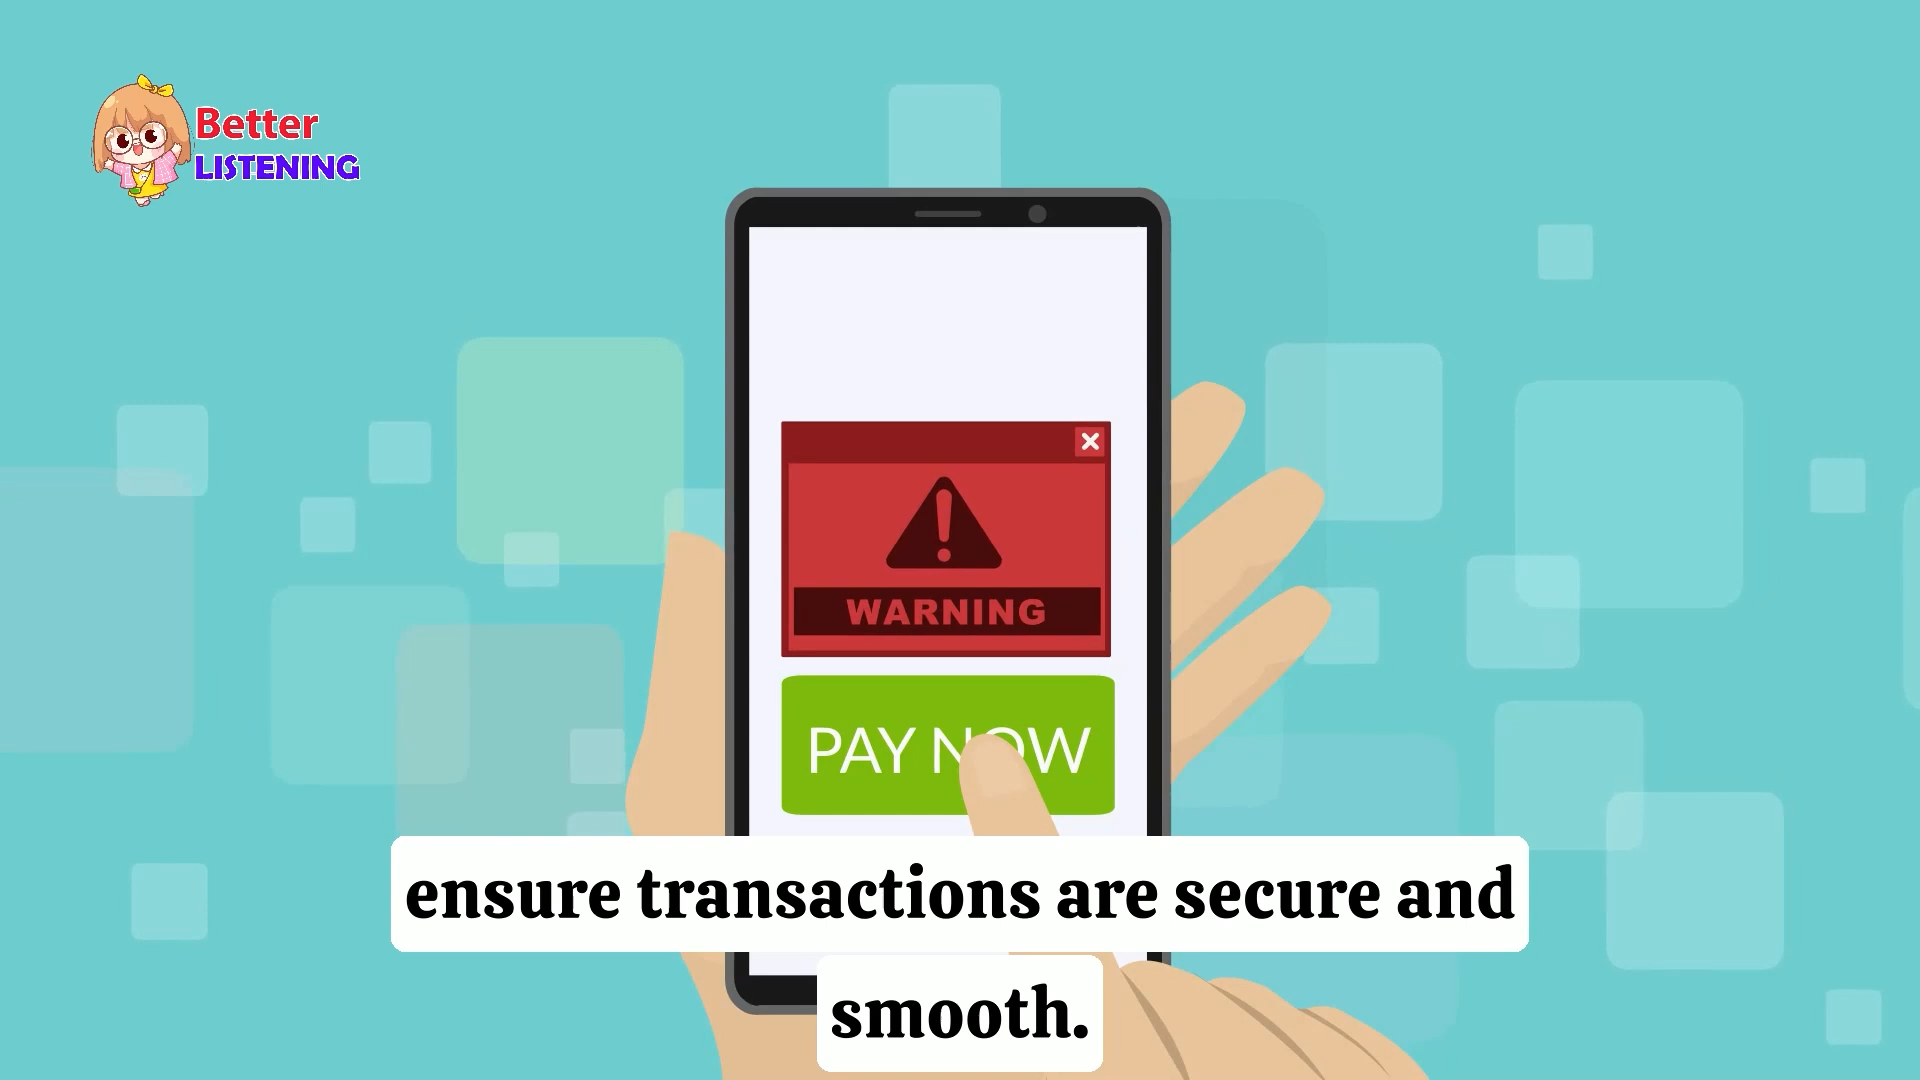 Better
LISTENING
WARNING
PAY NOW
ensure transactions are secure and
smooth.